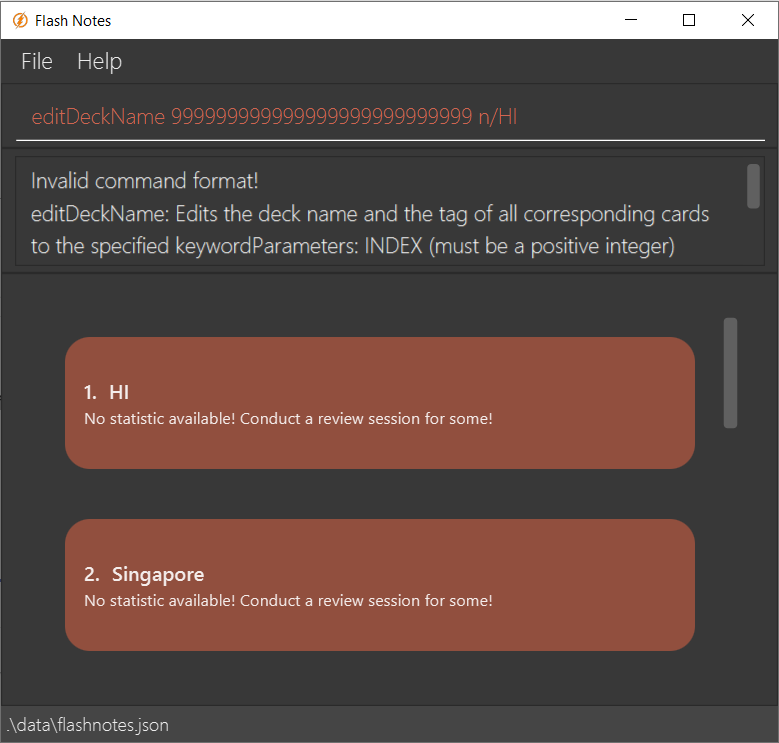 Flash Notes
File Help
editDeckName 9999999999999999999999999999 n/HI
Invalid command format!
editDeckName: Edits the deck name and the tag of all corresponding cards
to the specified keywordParameters: INDEX (must be a positive integer)
1. HI
No statistic available! Conduct a review session for some!
2. Singapore
No statistic available! Conduct a review session for some!
.\data\flashnotes.json